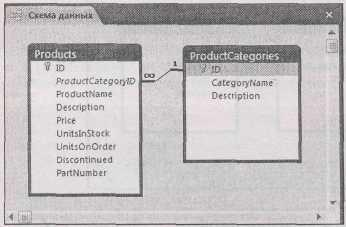 Схема данных
Products
ID
ProductCategoryID
ProductName
Description
Price
UnitsInStock
UnitsOnOrder
Discontinued
PartNumber
∞
1
ProductCategories
ID
CategoryName
Description